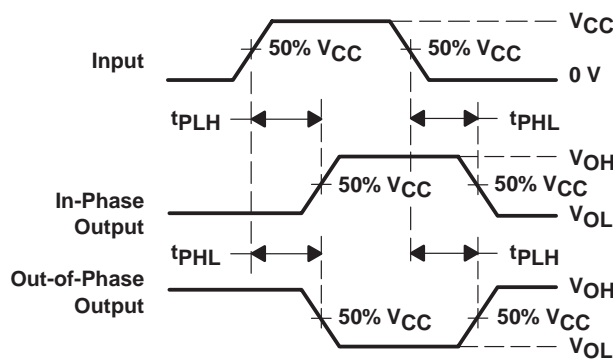 VCC
Input
50% VCC
50% VCC
0 V
tPLH
tPHL
VOH
50% VCC
50% VCC
In-Phase
Output
VOL
tPHL
tPLH
Out-of-Phase
Output
VOH
50% VCC
50% VCC
VOL